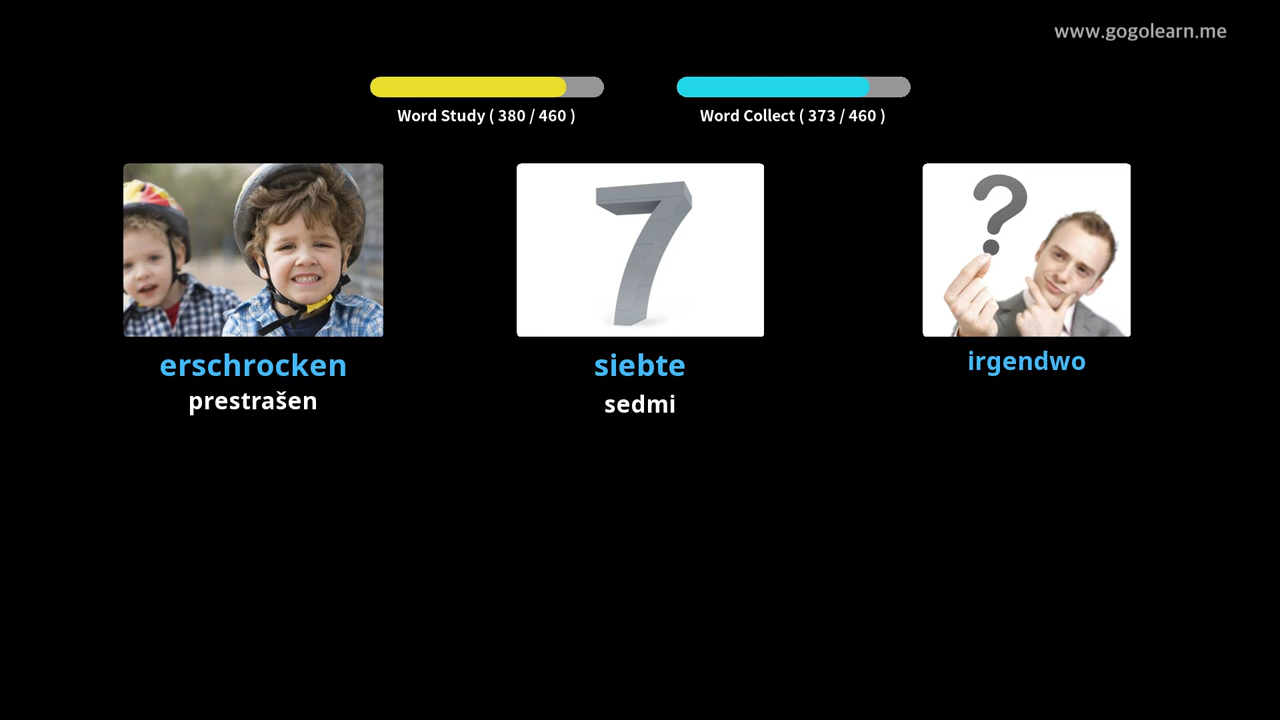 www.gogolearn.me
Word Study ( 380 / 460 )
Word Collect ( 373 / 460 )
erschrocken
prestrašen
siebte
sedmi
irgendwo